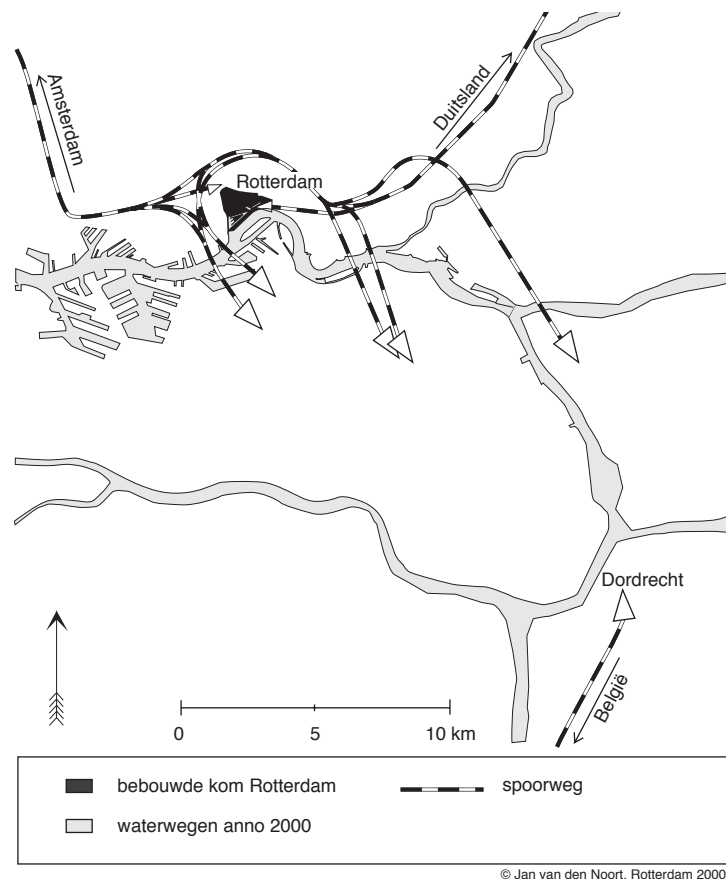 Amsterdam
Duitsland
Rotterdam
Dordrecht
België
0 5 10 km
bebouwde kom Rotterdam
spoorweg
waterwegen anno 2000
© Jan van den Noort, Rotterdam 2000